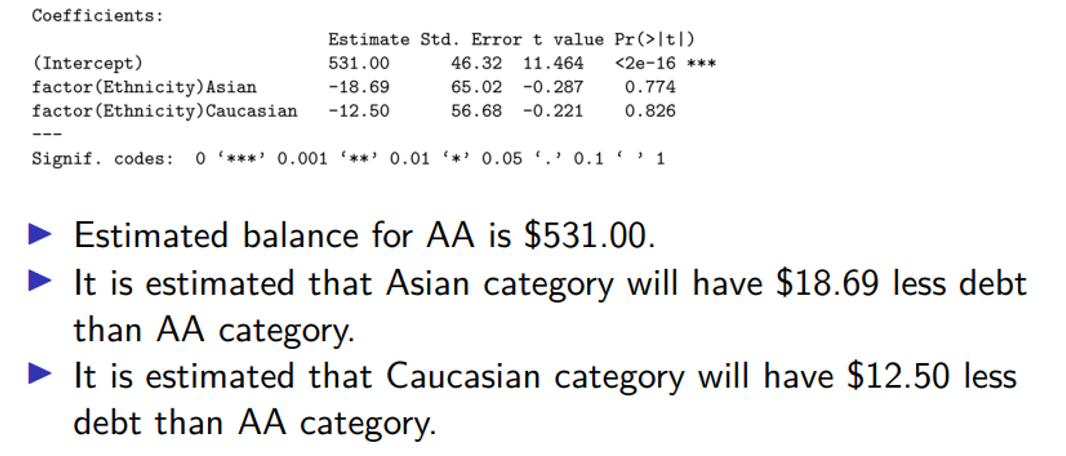 Coefficients:
Estimate Std. Error t value Pr(>|t|)
(Intercept) 531.00 46.32 11.464 <2e-16 ***
factor(Ethnicity)Asian -18.69 65.02 -0.287 0.774
factor(Ethnicity)Caucasian -12.50 56.68 -0.221 0.826
---
Signif. codes: 0 ‘***’ 0.001 ‘**’ 0.01 ‘*’ 0.05 ‘.’ 0.1 ‘ ’ 1
▶ Estimated balance for AA is $531.00.
▶ It is estimated that Asian category will have $18.69 less debt
than AA category.
▶ It is estimated that Caucasian category will have $12.50 less
debt than AA category.